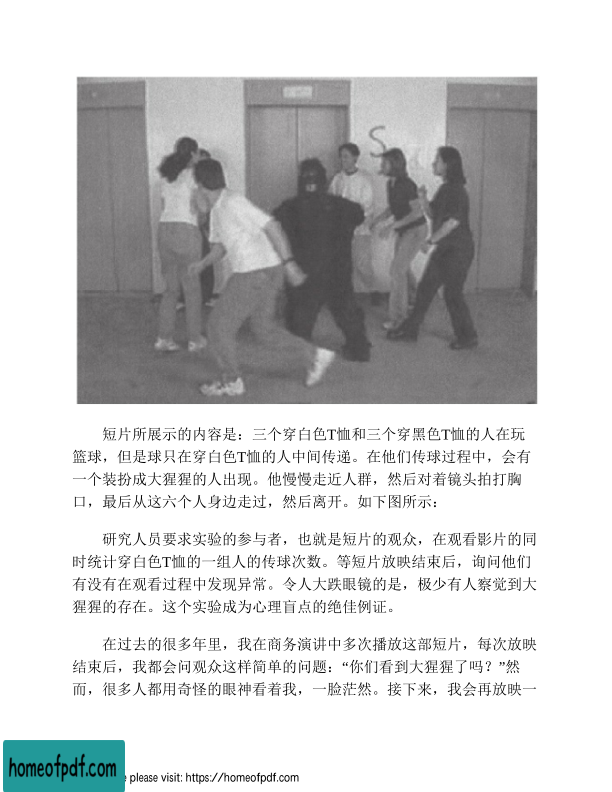 S
短片所展示的内容是：三个穿白色T恤和三个穿黑色T恤的人在玩
篮球，但是球只在穿白色T恤的人中间传递。在他们传球过程中，会有
一个装扮成大猩猩的人出现。他慢慢走近人群，然后对着镜头拍打胸
口，最后从这六个人身边走过，然后离开。如下图所示：
研究人员要求实验的参与者，也就是短片的观众，在观看影片的同
时统计穿白色T恤的一组人的传球次数。等短片放映结束后，询问他们
有没有在观看过程中发现异常。令人大跌眼镜的是，极少有人察觉到大
猩猩的存在。这个实验成为心理盲点的绝佳例证。
在过去的很多年里，我在商务演讲中多次播放这部短片，每次放映
结束后，我都会问观众这样简单的问题：“你们看到大猩猩了吗？”然
而，很多人都用奇怪的眼神看着我，一脸茫然。接下来，我会再放映一
homeofpdf.com
e please visit: https://homeofpdf.com